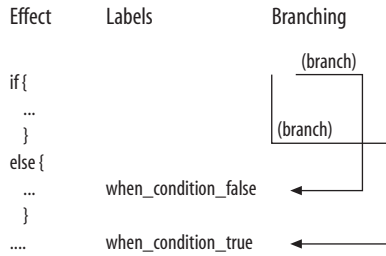 Effect Labels Branching
(branch)
if {
...
} (branch)
else {
... when_condition_false
}
.... when_condition_true